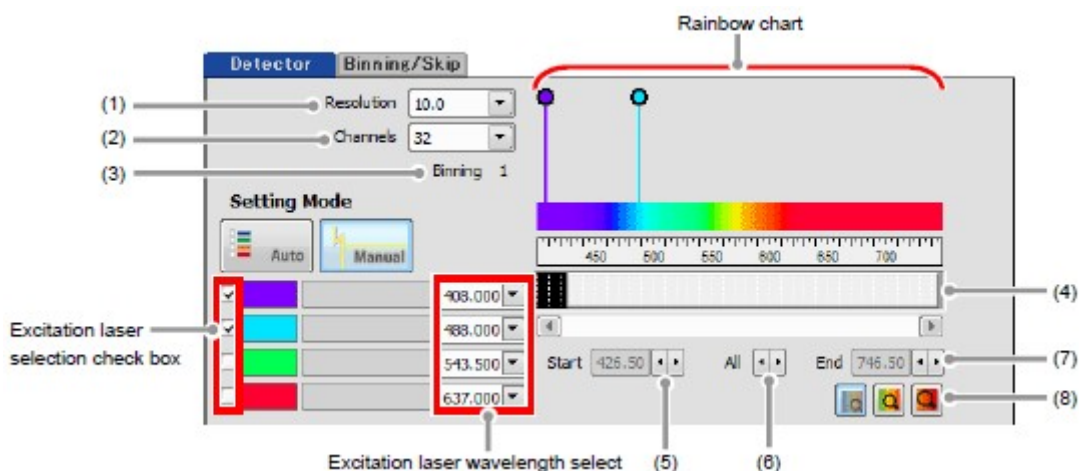 Rainbow chart
Detector Binning/Skip
(1) Resolution 10.0
(2) Channels 32
(3) Binning 1
Setting Mode
Auto Manual
450 500 550 600 650 700
408.000
(4)
Excitation laser selection check box
488.000
543.500
Start 426.50 All End 746.50 (7)
637.000
(8)
Excitation laser wavelength select (5) (6)